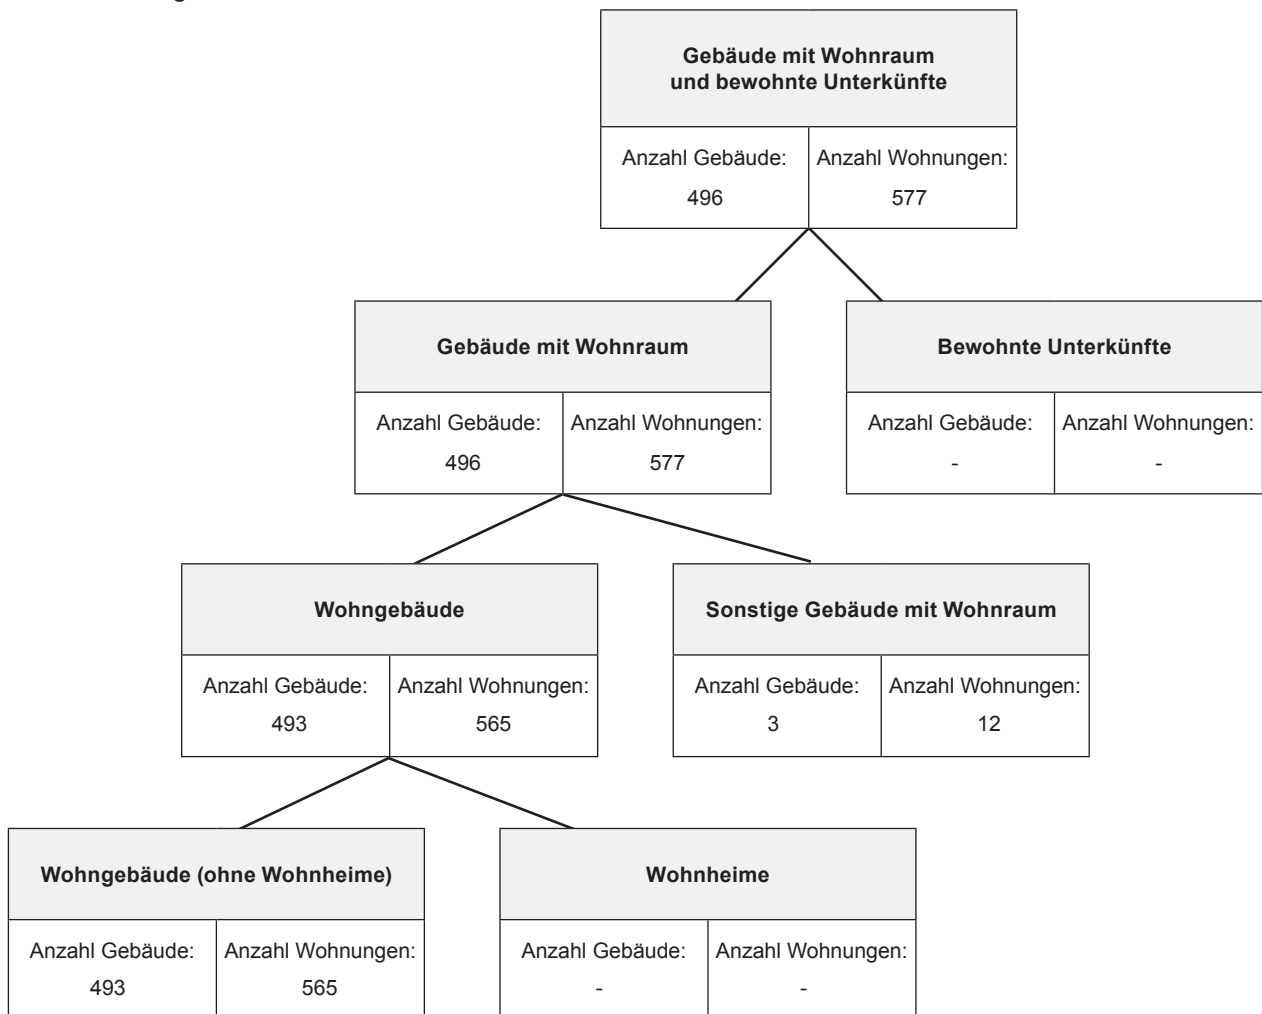 Gebäude mit Wohnraum
und bewohnte Unterkünfte
Anzahl Gebäude: Anzahl Wohnungen:
496 577
Gebäude mit Wohnraum Bewohnte Unterkünfte
Anzahl Gebäude: Anzahl Wohnungen: Anzahl Gebäude: Anzahl Wohnungen:
496 577 - -
Wohngebäude Sonstige Gebäude mit Wohnraum
Anzahl Gebäude: Anzahl Wohnungen: Anzahl Gebäude: Anzahl Wohnungen:
493 565 3 12
Wohngebäude (ohne Wohnheime) Wohnheime
Anzahl Gebäude: Anzahl Wohnungen: Anzahl Gebäude: Anzahl Wohnungen:
493 565 - -